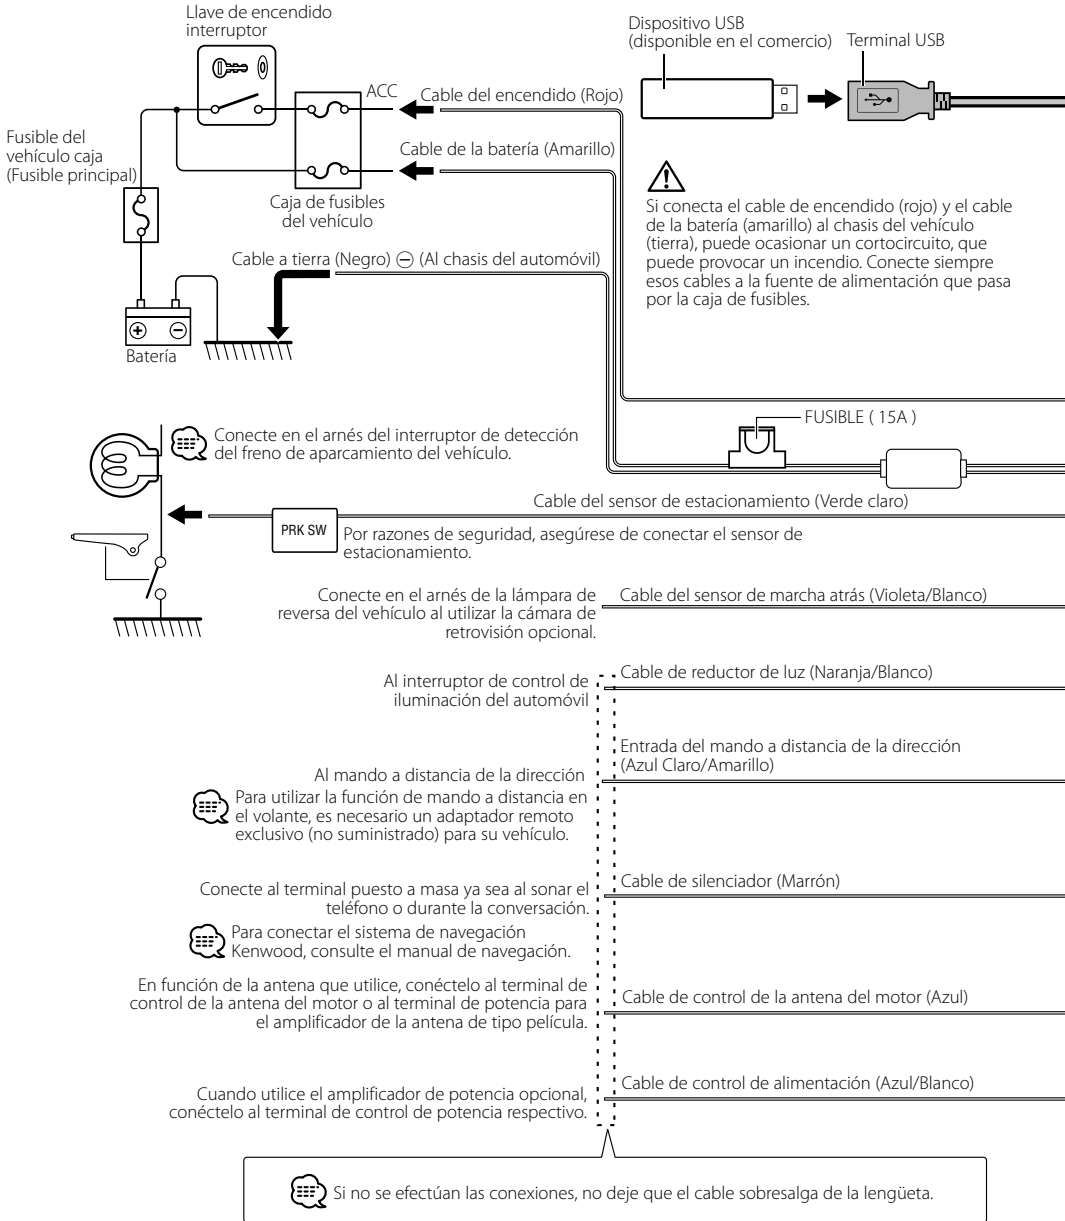 Llave de encendido
interruptor
Dispositivo USB
(disponible en el comercio)
Terminal USB
ACC
Cable del encendido (Rojo)
Fusible del
vehículo caja
(Fusible principal)
Cable de la batería (Amarillo)
Caja de fusibles
del vehículo
Si conecta el cable de encendido (rojo) y el cable
de la batería (amarillo) al chasis del vehículo
(tierra), puede ocasionar un cortocircuito, que
puede provocar un incendio. Conecte siempre
esos cables a la fuente de alimentación que pasa
por la caja de fusibles.
Cable a tierra (Negro) ⊖ (Al chasis del automóvil)
Batería
FUSIBLE ( 15A )
Conecte en el arnés del interruptor de detección
del freno de aparcamiento del vehículo.
Cable del sensor de estacionamiento (Verde claro)
PRK SW
Por razones de seguridad, asegúrese de conectar el sensor de
estacionamiento.
Conecte en el arnés de la lámpara de
reversa del vehículo al utilizar la cámara de
retrovisión opcional.
Cable del sensor de marcha atrás (Violeta/Blanco)
Al interruptor de control de
iluminación del automóvil
Cable de reductor de luz (Naranja/Blanco)
Entrada del mando a distancia de la dirección
(Azul Claro/Amarillo)
Al mando a distancia de la dirección
Para utilizar la función de mando a distancia en
el volante, es necesario un adaptador remoto
exclusivo (no suministrado) para su vehículo.
Conecte al terminal puesto a masa ya sea al sonar el
teléfono o durante la conversación.
Cable de silenciador (Marrón)
Para conectar el sistema de navegación
Kenwood, consulte el manual de navegación.
En función de la antena que utilice, conéctelo al terminal de
control de la antena del motor o al terminal de potencia para
el amplificador de la antena de tipo película.
Cable de control de la antena del motor (Azul)
Cuando utilice el amplificador de potencia opcional,
conéctelo al terminal de control de potencia respectivo.
Cable de control de alimentación (Azul/Blanco)
Si no se efectúan las conexiones, no deje que el cable sobresalga de la lengüeta.